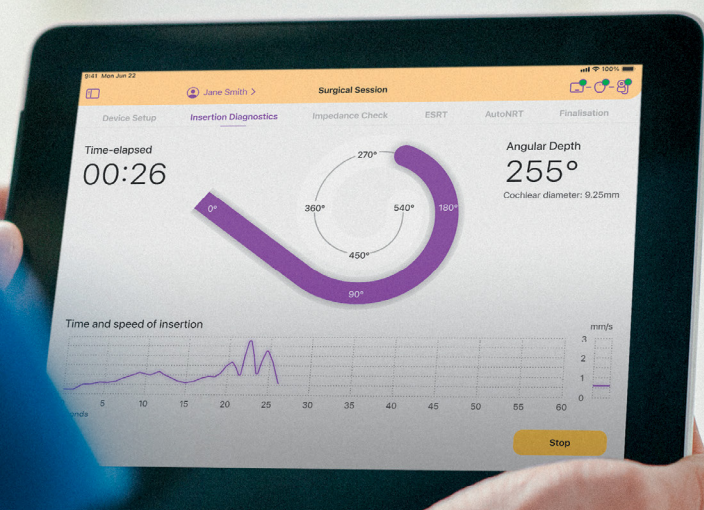 9:41 Mon Jun 22
100%
Jane Smith
Surgical Session
Device Setup
Insertion Diagnostics
Impedance Check
ESRT
AutoNRT
Finalisation
Time-elapsed
00:26
Angular Depth
255°
Cochlear diameter: 9.25mm
270°
0°
360°
540°
180°
450°
90°
Time and speed of insertion
mm/s
3
2
1
0
5 10 15 20 25 30 35 40 45 50 55 60
onds
Stop